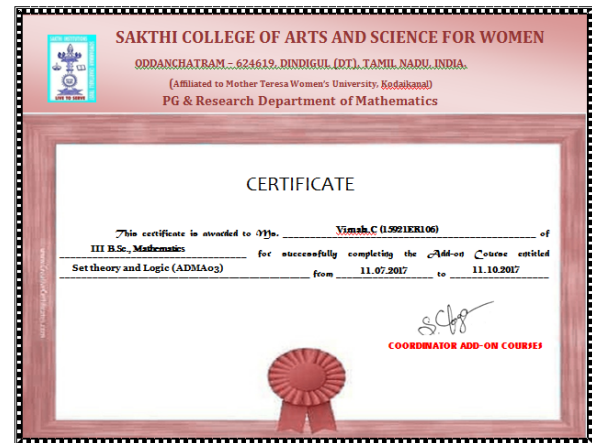 SAKTHI COLLEGE OF ARTS AND SCIENCE FOR WOMEN
ODDANCHATRAM – 624619. DINDIGUL (DT), TAMIL NADU. INDIA.
(Affiliated to Mother Teresa Women's University, Kodaikanal)
PG & Research Department of Mathematics
LIVE TO SERVE
CERTIFICATE
This certificate is awarded to Ms. Vimala.C (15921ER106) of
III B.Sc., Mathematics for successfully completing the Add-on Course entitled
Set theory and Logic (ADMA03) from 11.07.2017 to 11.10.2017
COORDINATOR ADD-ON COURSES